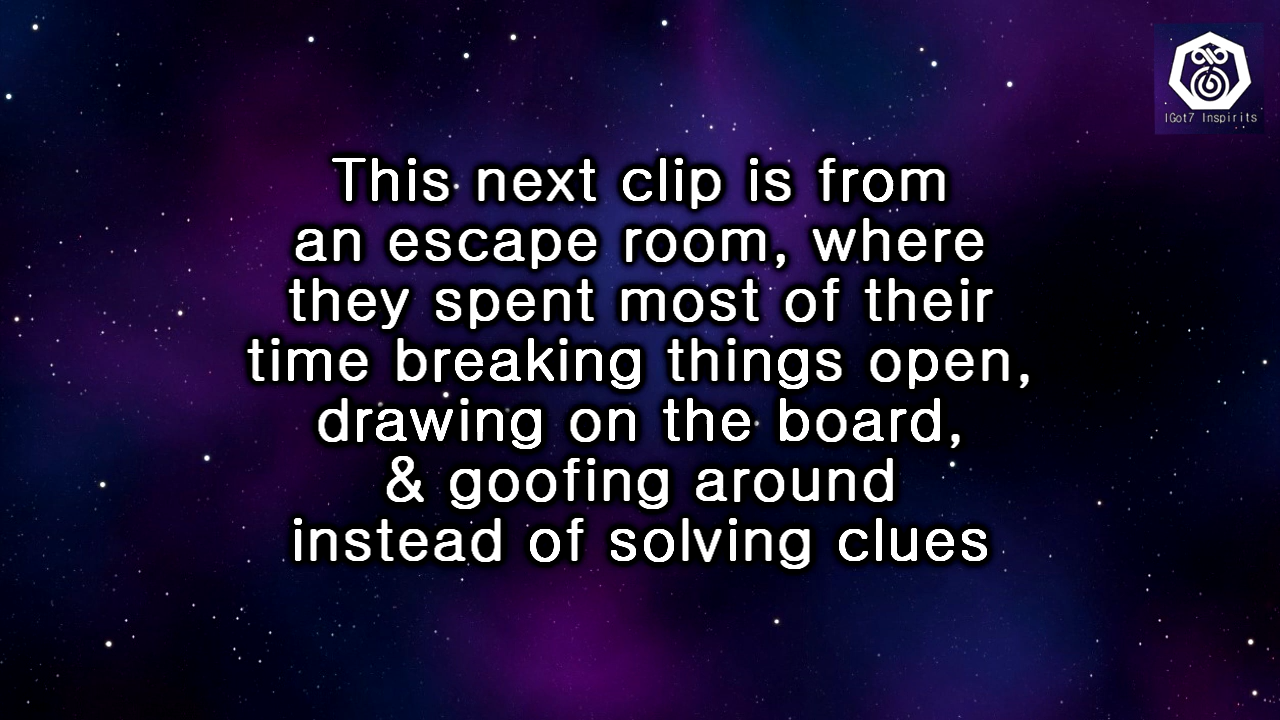 IGot7 Inspirits
This next clip is from
an escape room, where
they spent most of their
time breaking things open,
drawing on the board,
& goofing around
instead of solving clues